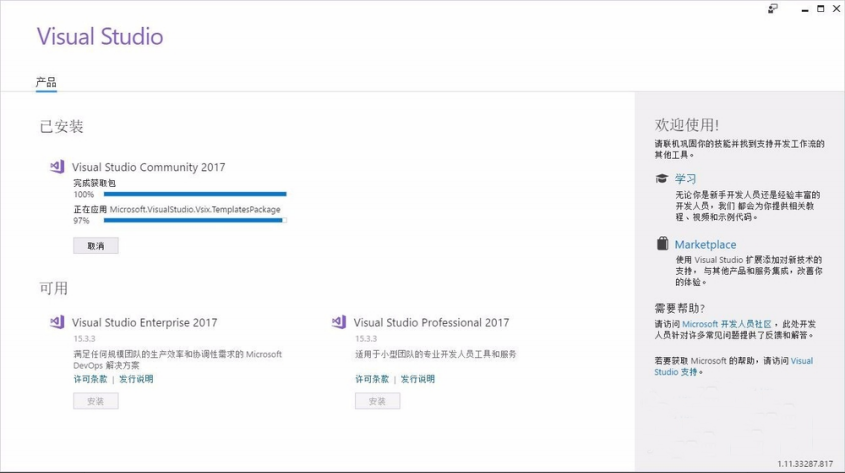 Visual Studio
产品
已安装
Visual Studio Community 2017
完成获取包
100%
正在应用 Microsoft.VisualStudio.Vsix.TemplatesPackage
97%
取消
可用
Visual Studio Enterprise 2017
15.3.3
满足任何规模团队的生产效率和协调性需求的 Microsoft
DevOps 解决方案
许可条款 | 发行说明
安装
Visual Studio Professional 2017
15.3.3
适用于小型团队的专业开发人员工具和服务
许可条款 | 发行说明
安装
欢迎使用!
请联机巩固你的技能并找到支持开发工作流的
其他工具。
学习
无论你是新手开发人员还是经验丰富的
开发人员，我们 都会为你提供相关教
程、视频和示例代码。
Marketplace
使用 Visual Studio 扩展添加对新技术的
支持， 与其他产品和服务集成，改善你
的体验。
需要帮助?
请访问 Microsoft 开发人员社区 ，此处开发
人员针对许多常见问题提供了反馈和解答。
若要获取 Microsoft 的帮助，请访问 Visual
Studio 支持。
1.11.33287.817